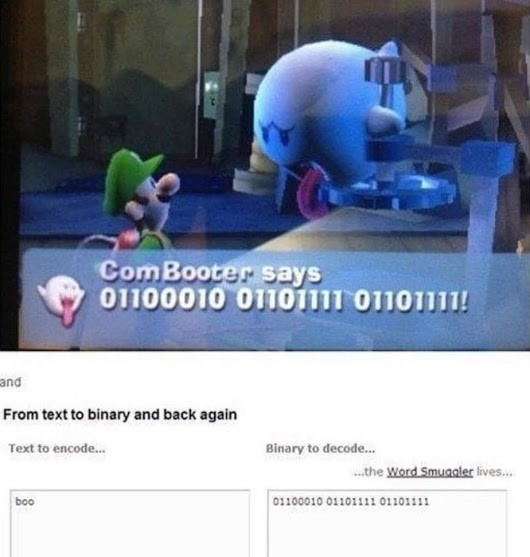 ComBooter says
01100010 01101111 01101111!
and
From text to binary and back again
Text to encode...
Binary to decode...
...the Word Smuggler lives...
boo
01100010 01101111 01101111